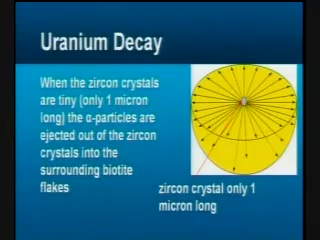 Uranium Decay
When the zircon crystals
are tiny (only 1 micron
long) the α-particles are
ejected out of the zircon
crystals into the
surrounding biotite
flakes
zircon crystal only 1
micron long